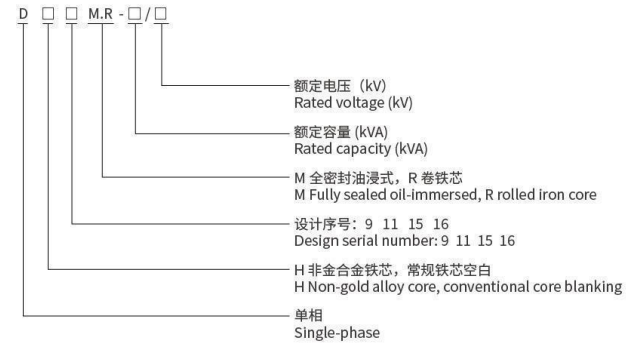 D □ □ M.R - □/□
额定电压（kV）
Rated voltage (kV)
额定容量 (kVA)
Rated capacity (kVA)
M 全密封油浸式，R 卷铁芯
M Fully sealed oil-immersed, R rolled iron core
设计序号：9 11 15 16
Design serial number: 9 11 15 16
H 非金合金铁芯，常规铁芯空白
H Non-gold alloy core, conventional core blanking
单相
Single-phase